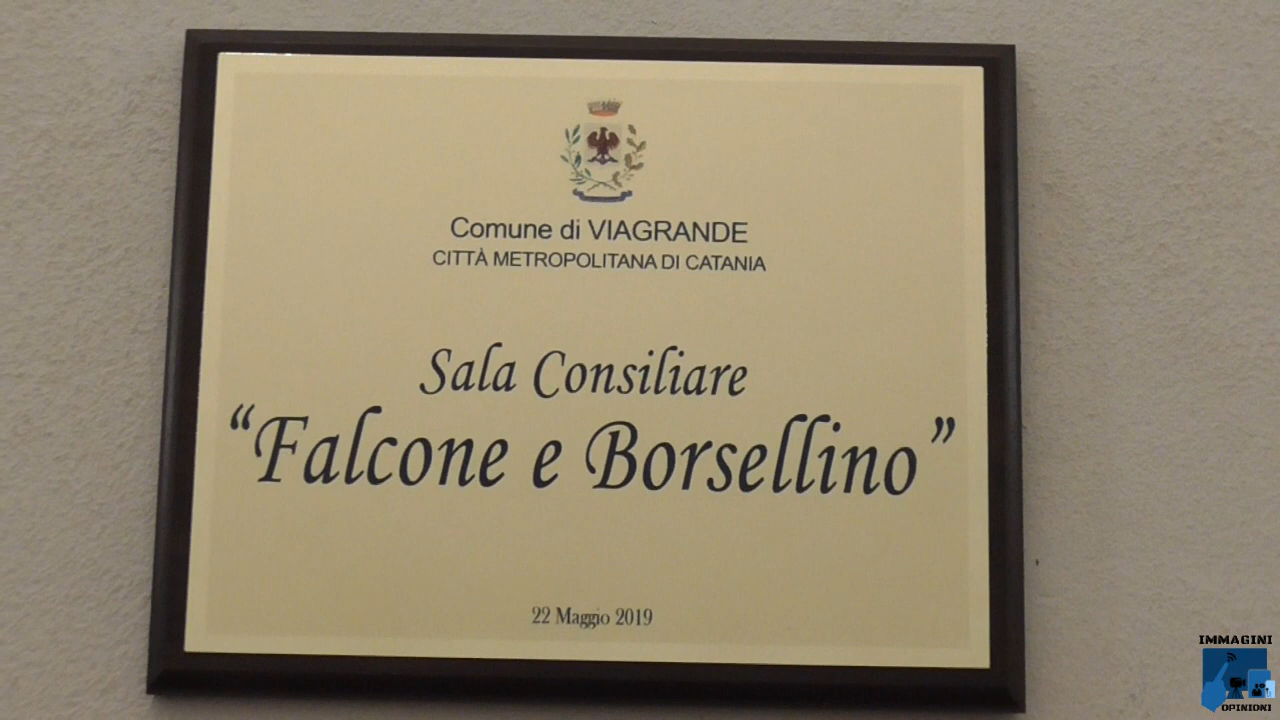 Comune di VIAGRANDE
CITTÀ METROPOLITANA DI CATANIA
Sala Consiliare
“Falcone e Borsellino”
22 Maggio 2019
IMMAGINI
OPINIONI